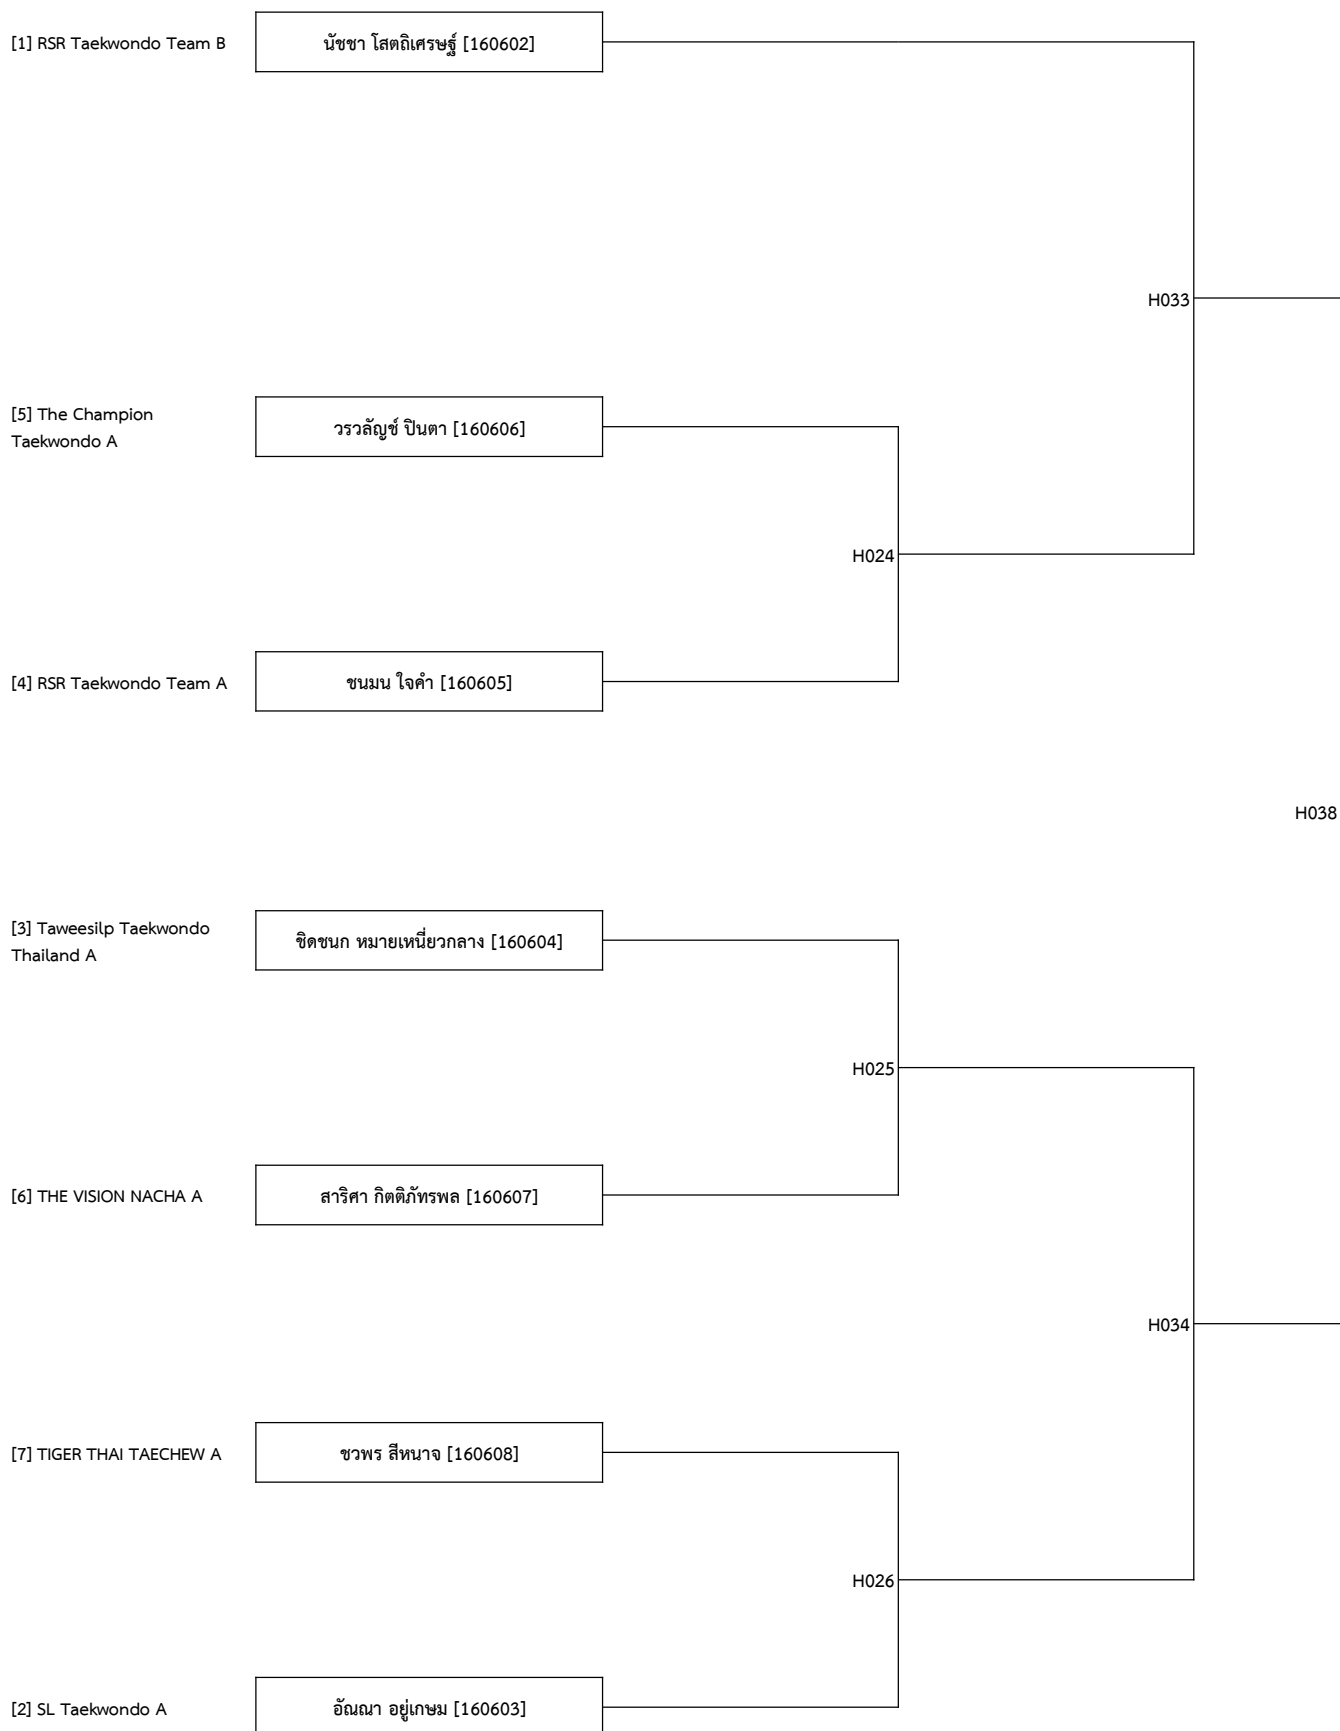 [1] RSR Taekwondo Team B
นัชชา โสตถิเศรษฐ์ [160602]
H033
[5] The Champion
Taekwondo A
วรวลัญช์ ปินตา [160606]
H024
[4] RSR Taekwondo Team A
ชนมน ใจคำ [160605]
H038
[3] Taweesilp Taekwondo
Thailand A
ชิดชนก หมายเหนี่ยวกลาง [160604]
H025
[6] THE VISION NACHA A
สาริศา กิตติภัทรพล [160607]
H034
[7] TIGER THAI TAECHEW A
ชวพร สีหนาจ [160608]
H026
[2] SL Taekwondo A
อัณณา อยู่เกษม [160603]